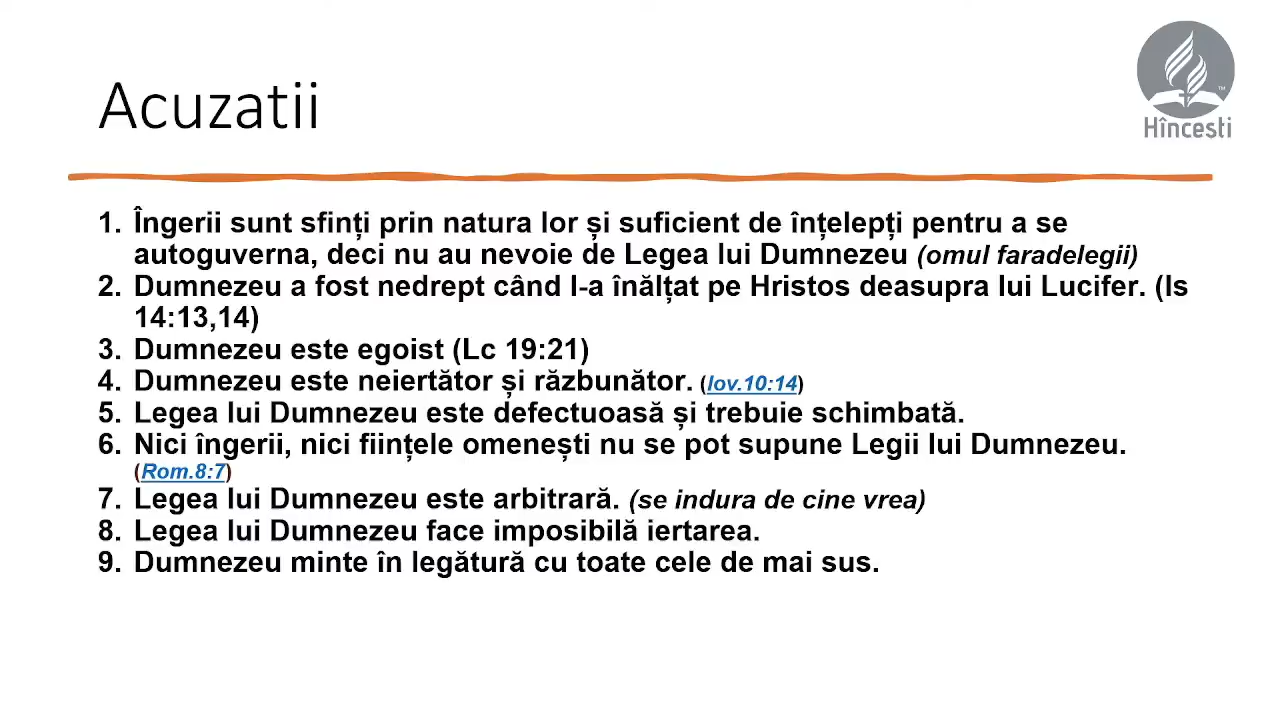 Acuzatii
Hîncesti
1. Îngerii sunt sfinți prin natura lor și suficient de înțelepți pentru a se
autoguverna, deci nu au nevoie de Legea lui Dumnezeu (omul faradelegii)
2. Dumnezeu a fost nedrept când l-a înălțat pe Hristos deasupra lui Lucifer. (Is
14:13,14)
3. Dumnezeu este egoist (Lc 19:21)
4. Dumnezeu este neiertător și răzbunător. (Iov.10:14)
5. Legea lui Dumnezeu este defectuoasă și trebuie schimbată.
6. Nici îngerii, nici ființele omenești nu se pot supune Legii lui Dumnezeu.
(Rom.8:7)
7. Legea lui Dumnezeu este arbitrară. (se indura de cine vrea)
8. Legea lui Dumnezeu face imposibilă iertarea.
9. Dumnezeu minte în legătură cu toate cele de mai sus.